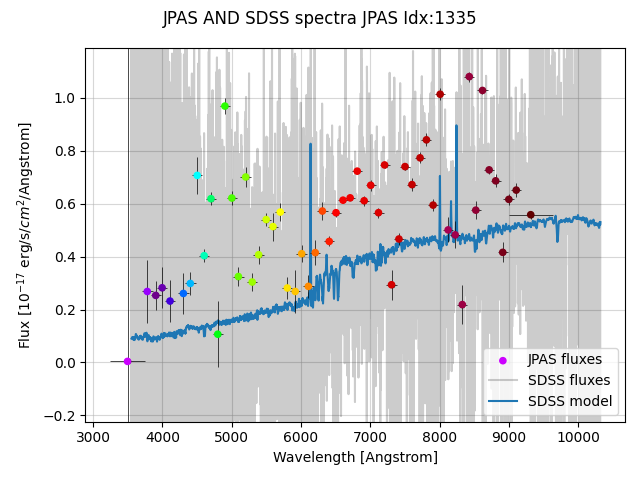 JPAS AND SDSS spectra JPAS Idx:1335
Flux [10⁻¹⁷ erg/s/cm²/Angstrom]
1.0
0.8
0.6
0.4
0.2
0.0
−0.2
3000 4000 5000 6000 7000 8000 9000 10000
Wavelength [Angstrom]
JPAS fluxes
SDSS fluxes
SDSS model